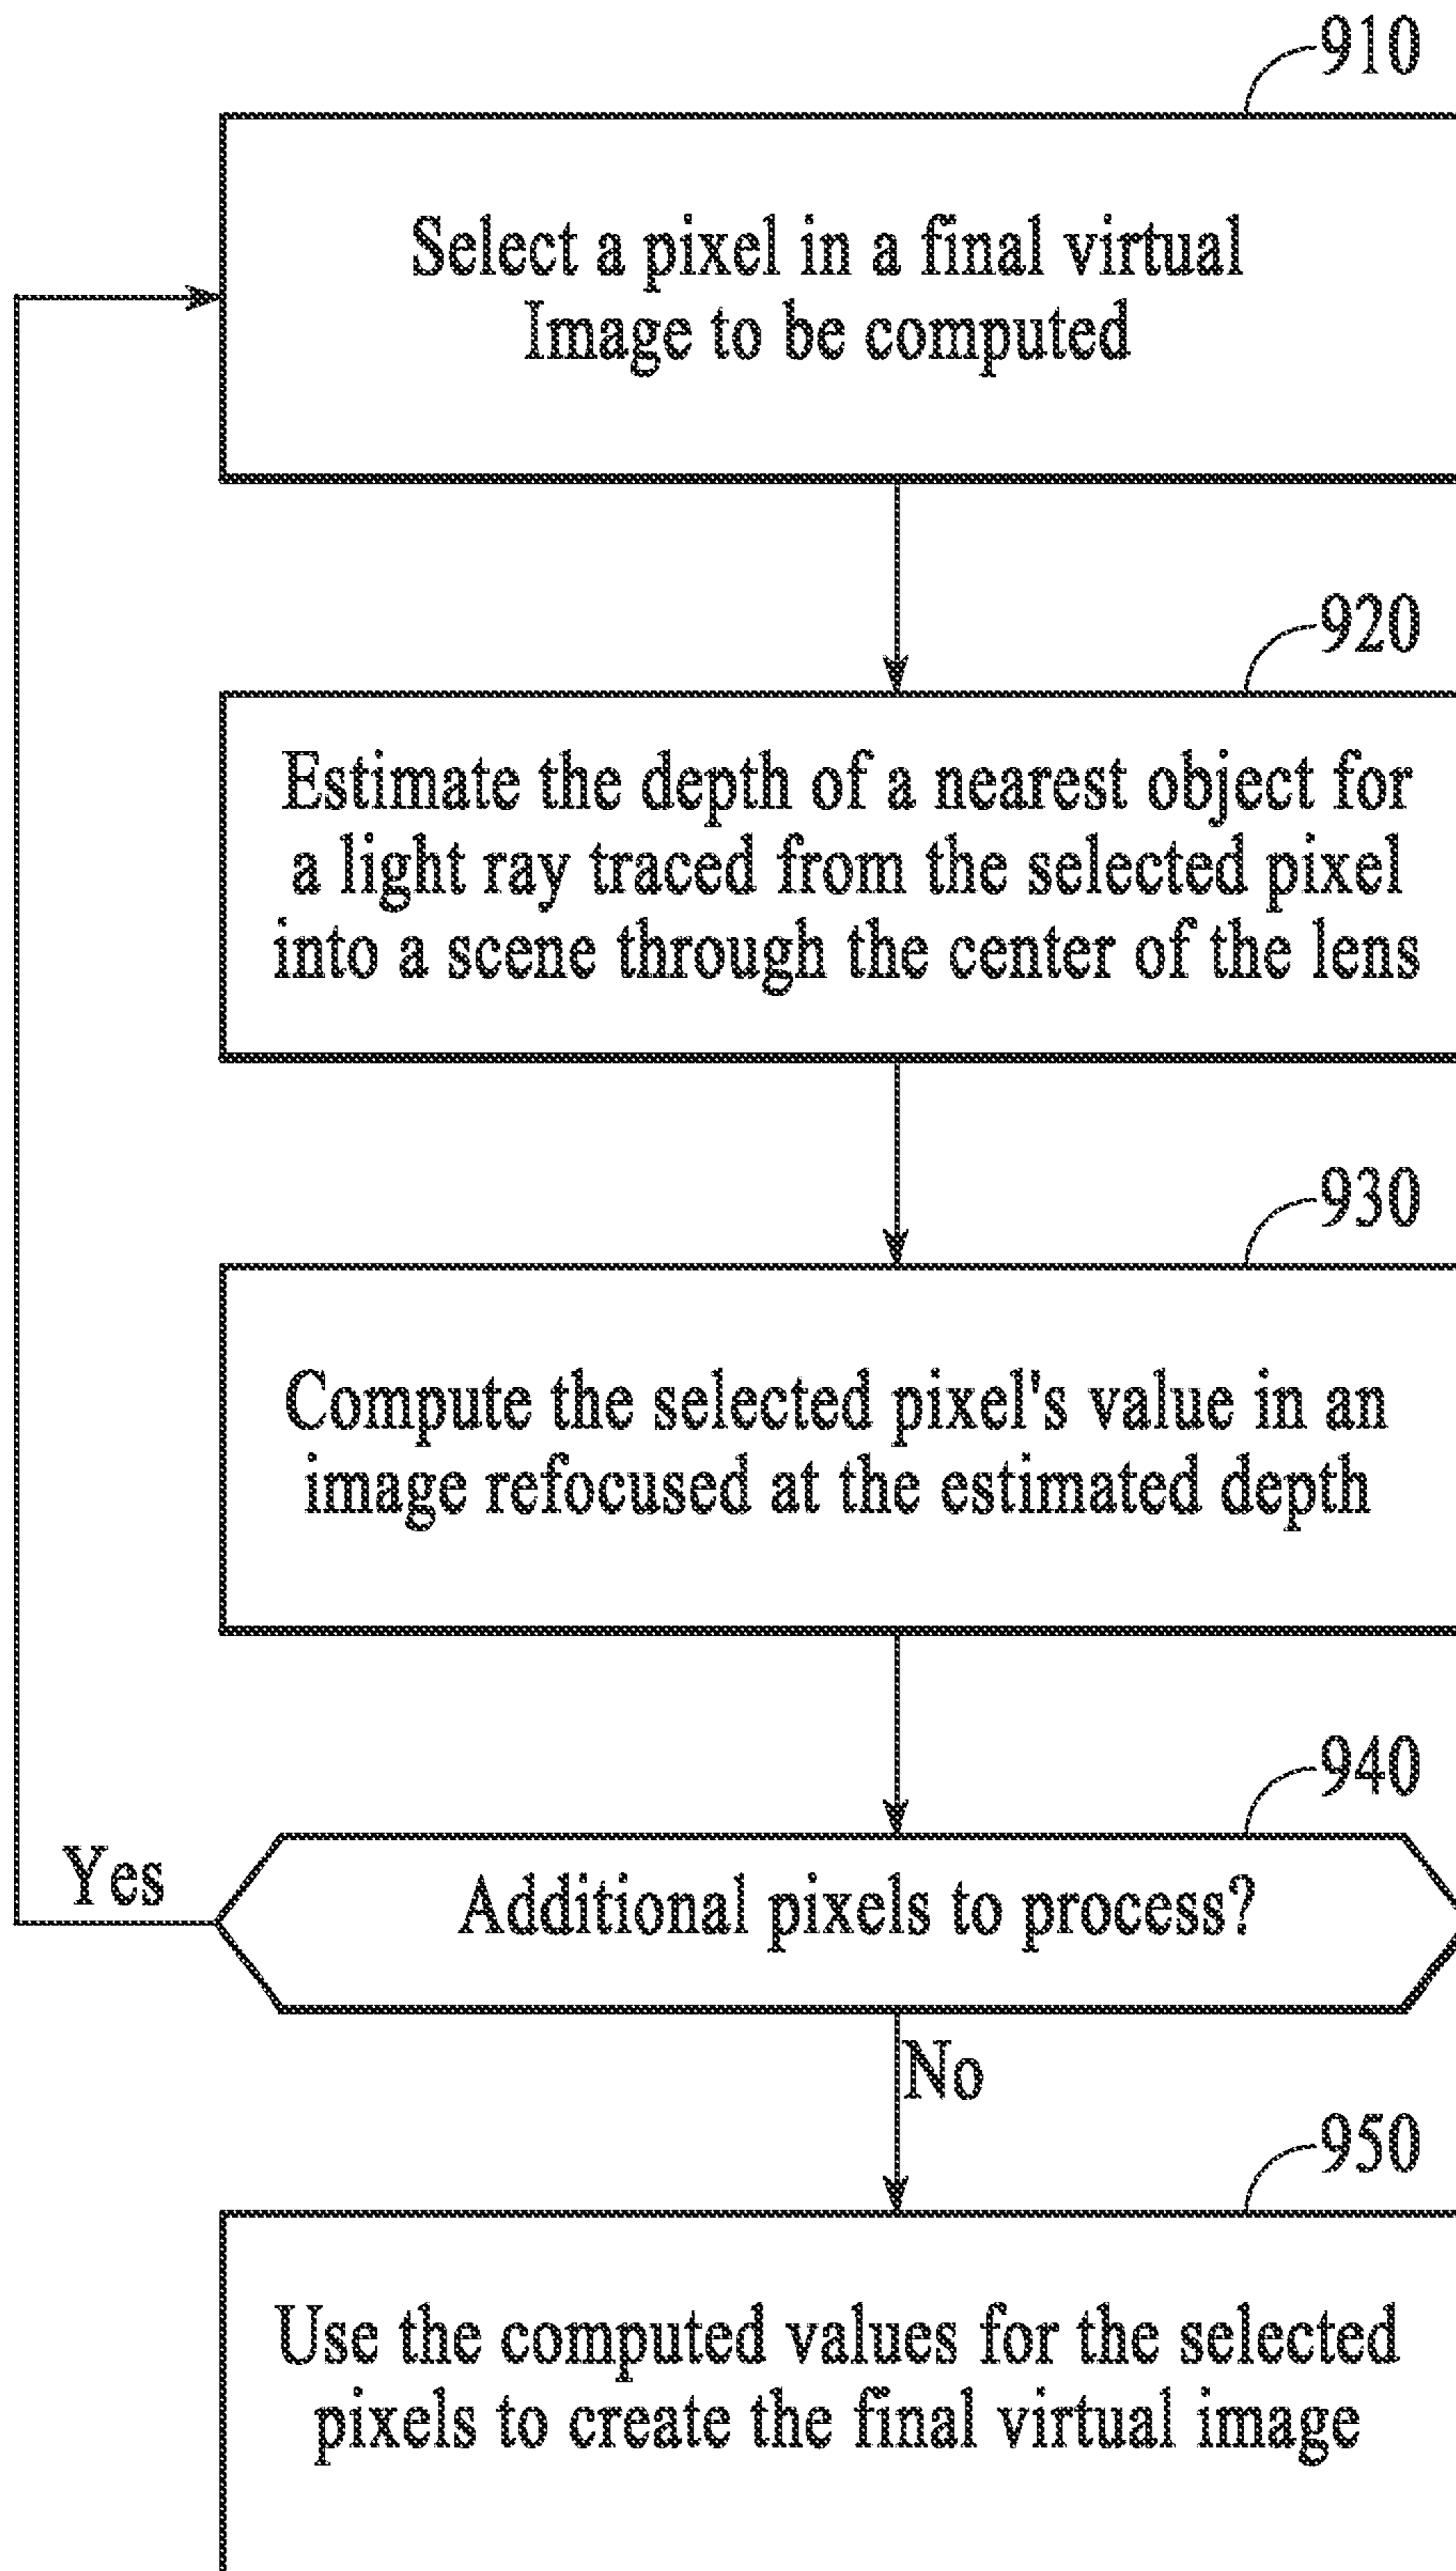 910
Select a pixel in a final virtual
Image to be computed
920
Estimate the depth of a nearest object for
a light ray traced from the selected pixel
into a scene through the center of the lens
930
Compute the selected pixel's value in an
image refocused at the estimated depth
940
Yes
Additional pixels to process?
No
950
Use the computed values for the selected
pixels to create the final virtual image